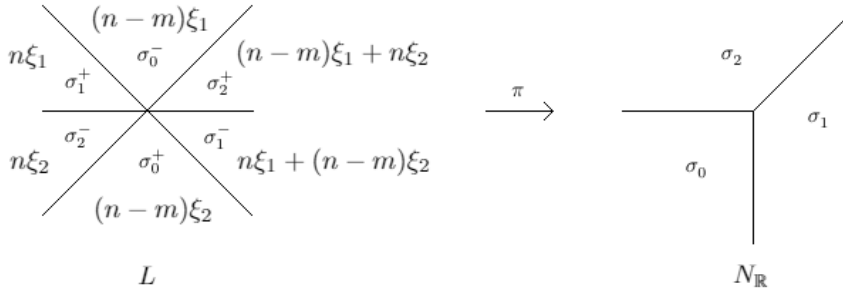 (n − m)ξ₁
nξ₁ σ₀⁻ (n − m)ξ₁ + nξ₂
σ₁⁺ σ₂⁺
σ₂⁻ σ₁⁻
nξ₂ σ₀⁺ nξ₁ + (n − m)ξ₂
(n − m)ξ₂
L
π
σ₂
σ₁
σ₀
N_ℝ